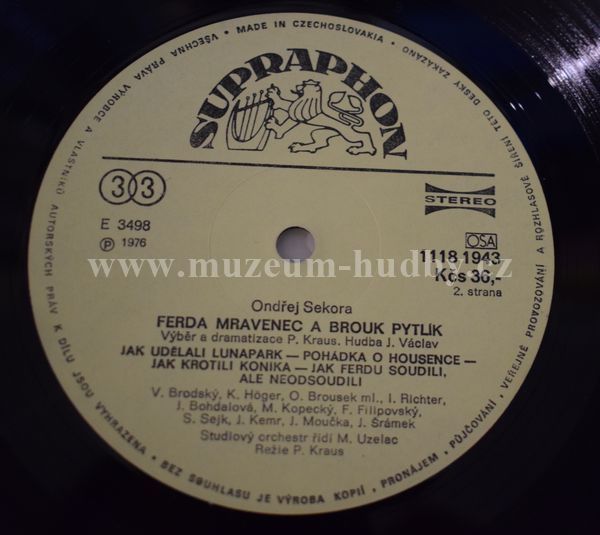 VŠECHNA PRÁVA VÝROBCE A VLASTNÍKŮ AUTORSKÝCH PRÁV K DÍLU JSOU VYHRAZENA • BEZ SOUHLASU JE VÝROBA KOPIÍ, PRONÁJEM, PŮJČOVÁNÍ, VEŘEJNÉ PROVOZOVÁNÍ A ROZHLASOVÉ ŠÍŘENÍ TÉTO DESKY ZAKÁZÁNO • MADE IN CZECHOSLOVAKIA •
SUPRAPHON
33
STEREO
E 3498
Ⓟ 1976
OSA
1118 1943
Kčs 36,-
2. strana
www.muzeum-hudby.cz
Ondřej Sekora
FERDA MRAVENEC A BROUK PYTLÍK
Výběr a dramatizace P. Kraus. Hudba J. Václav
JAK UDĚLALI LUNAPARK — POHÁDKA O HOUSENCE —
JAK KROTILI KONÍKA — JAK FERDU SOUDILI,
ALE NEODSOUDILI
V. Brodský, K. Höger, O. Brousek ml., I. Richter,
J. Bohdalová, M. Kopecký, F. Filipovský,
S. Sejk, J. Kemr, J. Moučka, J. Šrámek
Studiový orchestr řídí M. Uzelac
Režie P. Kraus